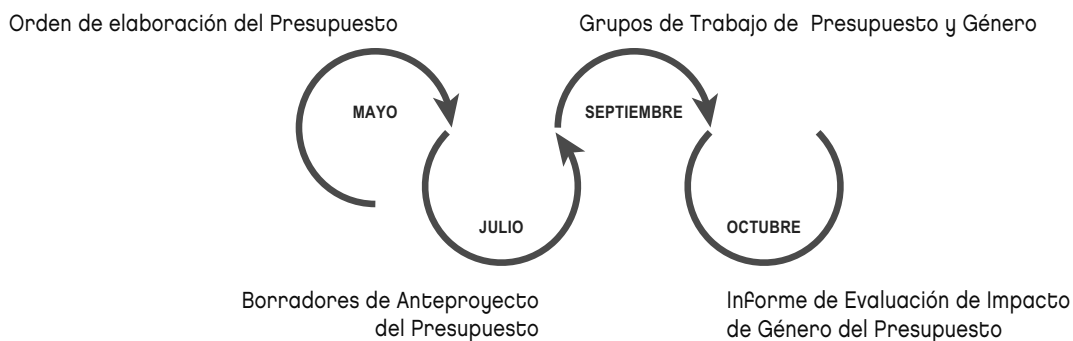 Orden de elaboración del Presupuesto
Grupos de Trabajo de Presupuesto y Género
MAYO
SEPTIEMBRE
JULIO
OCTUBRE
Borradores de Anteproyecto
del Presupuesto
Informe de Evaluación de Impacto
de Género del Presupuesto